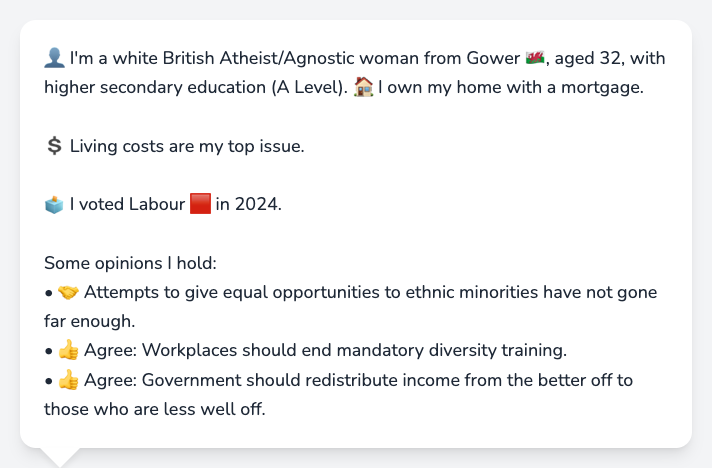 👤 I'm a white British Atheist/Agnostic woman from Gower 🏴󠁧󠁢󠁷󠁬󠁳󠁿, aged 32, with
higher secondary education (A Level). 🏠 I own my home with a mortgage.
💲 Living costs are my top issue.
🗳️ I voted Labour 🟥 in 2024.
Some opinions I hold:
• 🤝 Attempts to give equal opportunities to ethnic minorities have not gone
far enough.
• 👍 Agree: Workplaces should end mandatory diversity training.
• 👍 Agree: Government should redistribute income from the better off to
those who are less well off.